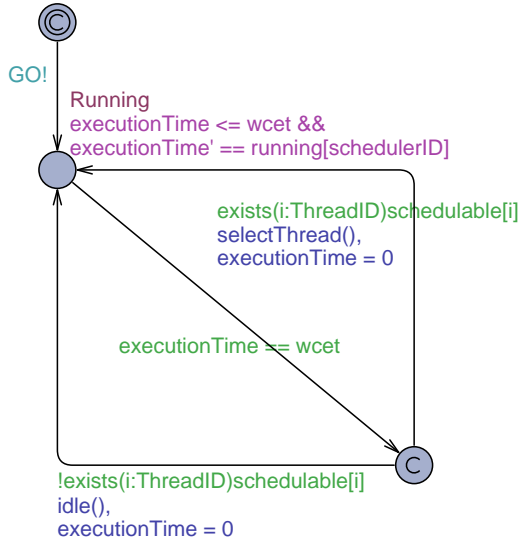 C
GO!
Running
executionTime <= wcet &&
executionTime' == running[schedulerID]
exists(i:ThreadID)schedulable[i]
selectThread(),
executionTime = 0
executionTime == wcet
C
!exists(i:ThreadID)schedulable[i]
idle(),
executionTime = 0